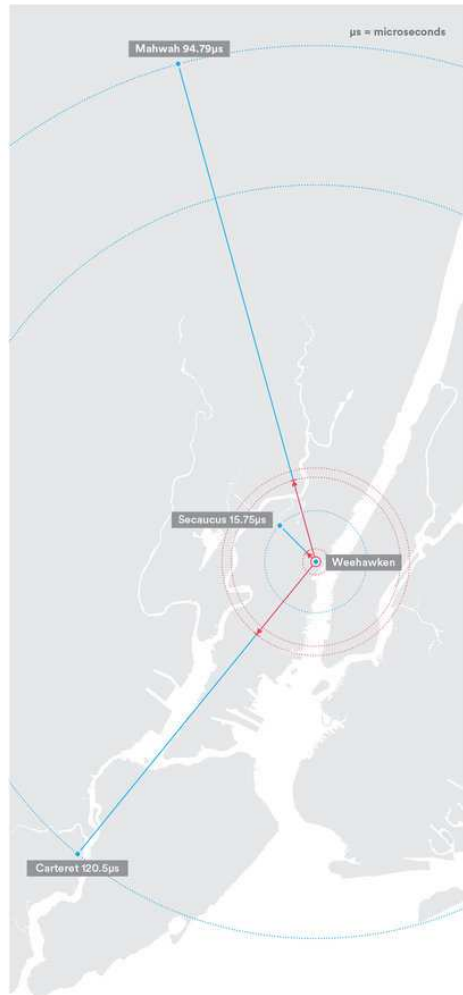 µs = microseconds
Mahwah 94.79µs
Secaucus 15.75µs
Weehawken
Carteret 120.5µs